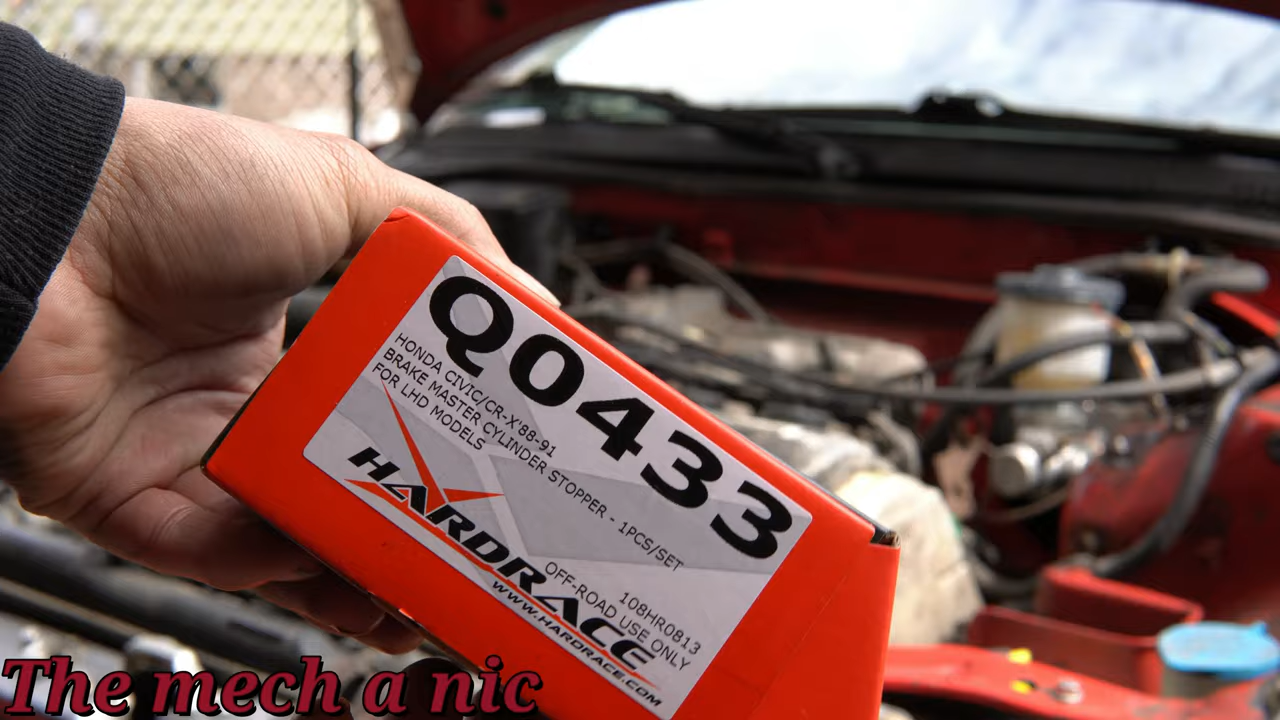 Q0433
HONDA CIVIC/CR-X'88-91
BRAKE MASTER CYLINDER STOPPER - 1PCS/SET
FOR LHD MODELS
108HR0813
OFF-ROAD USE ONLY
HARDRACE
WWW.HARDRACE.COM
The mech a nic